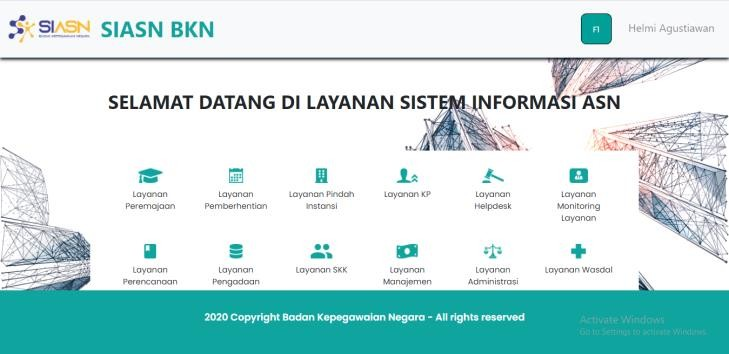 SIASN
BADAN KEPEGAWAIAN NEGARA
SIASN BKN
Helmi Agustiawan
SELAMAT DATANG DI LAYANAN SISTEM INFORMASI ASN
Layanan Peremajaan
Layanan Pemberhentian
Layanan Pindah Instansi
Layanan KP
Layanan Helpdesk
Layanan Monitoring Layanan
Layanan Perencanaan
Layanan Pengadaan
Layanan SKK
Layanan Manajemen
Layanan Administrasi
Layanan Wasdal
2020 Copyright Badan Kepegawaian Negara - All rights reserved
Activate Windows
Go to Settings to activate Windows.